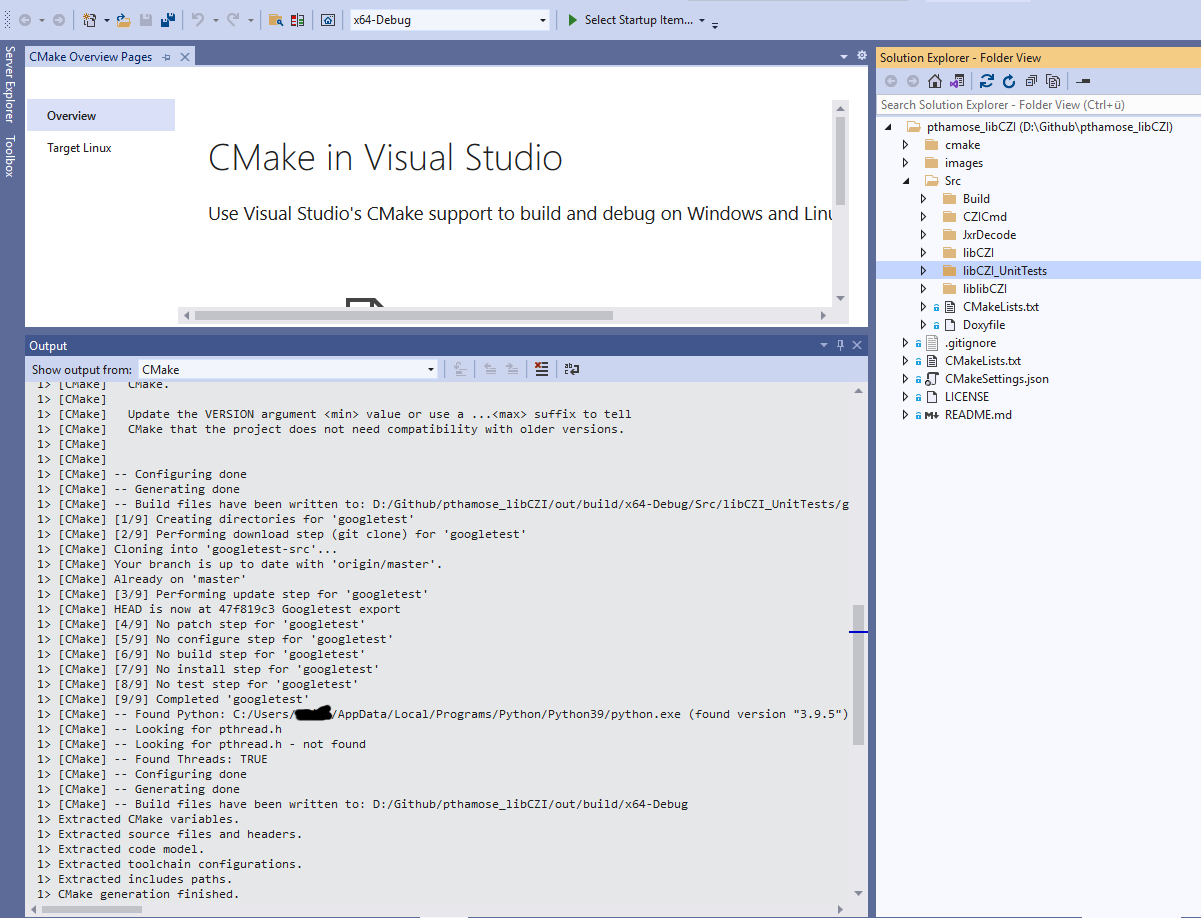 x64-Debug
Select Startup Item...
Server Explorer
Toolbox
CMake Overview Pages
Overview
Target Linux
CMake in Visual Studio
Use Visual Studio's CMake support to build and debug on Windows and Linu
Output
Show output from: CMake
1> [CMake]   CMake.
1> [CMake]
1> [CMake]   Update the VERSION argument <min> value or use a ...<max> suffix to tell
1> [CMake]   CMake that the project does not need compatibility with older versions.
1> [CMake]
1> [CMake]
1> [CMake] -- Configuring done
1> [CMake] -- Generating done
1> [CMake] -- Build files have been written to: D:/Github/pthamose_libCZI/out/build/x64-Debug/Src/libCZI_UnitTests/g
1> [CMake] [1/9] Creating directories for 'googletest'
1> [CMake] [2/9] Performing download step (git clone) for 'googletest'
1> [CMake] Cloning into 'googletest-src'...
1> [CMake] Your branch is up to date with 'origin/master'.
1> [CMake] Already on 'master'
1> [CMake] [3/9] Performing update step for 'googletest'
1> [CMake] HEAD is now at 47f819c3 Googletest export
1> [CMake] [4/9] No patch step for 'googletest'
1> [CMake] [5/9] No configure step for 'googletest'
1> [CMake] [6/9] No build step for 'googletest'
1> [CMake] [7/9] No install step for 'googletest'
1> [CMake] [8/9] No test step for 'googletest'
1> [CMake] [9/9] Completed 'googletest'
1> [CMake] -- Found Python: C:/Users/ /AppData/Local/Programs/Python/Python39/python.exe (found version "3.9.5")
1> [CMake] -- Looking for pthread.h
1> [CMake] -- Looking for pthread.h - not found
1> [CMake] -- Found Threads: TRUE
1> [CMake] -- Configuring done
1> [CMake] -- Generating done
1> [CMake] -- Build files have been written to: D:/Github/pthamose_libCZI/out/build/x64-Debug
1> Extracted CMake variables.
1> Extracted source files and headers.
1> Extracted code model.
1> Extracted toolchain configurations.
1> Extracted includes paths.
1> CMake generation finished.
Solution Explorer - Folder View
Search Solution Explorer - Folder View (Ctrl+ü)
pthamose_libCZI (D:\Github\pthamose_libCZI)
cmake
images
Src
Build
CZICmd
JxrDecode
libCZI
libCZI_UnitTests
liblibCZI
CMakeLists.txt
Doxyfile
.gitignore
CMakeLists.txt
CMakeSettings.json
LICENSE
README.md